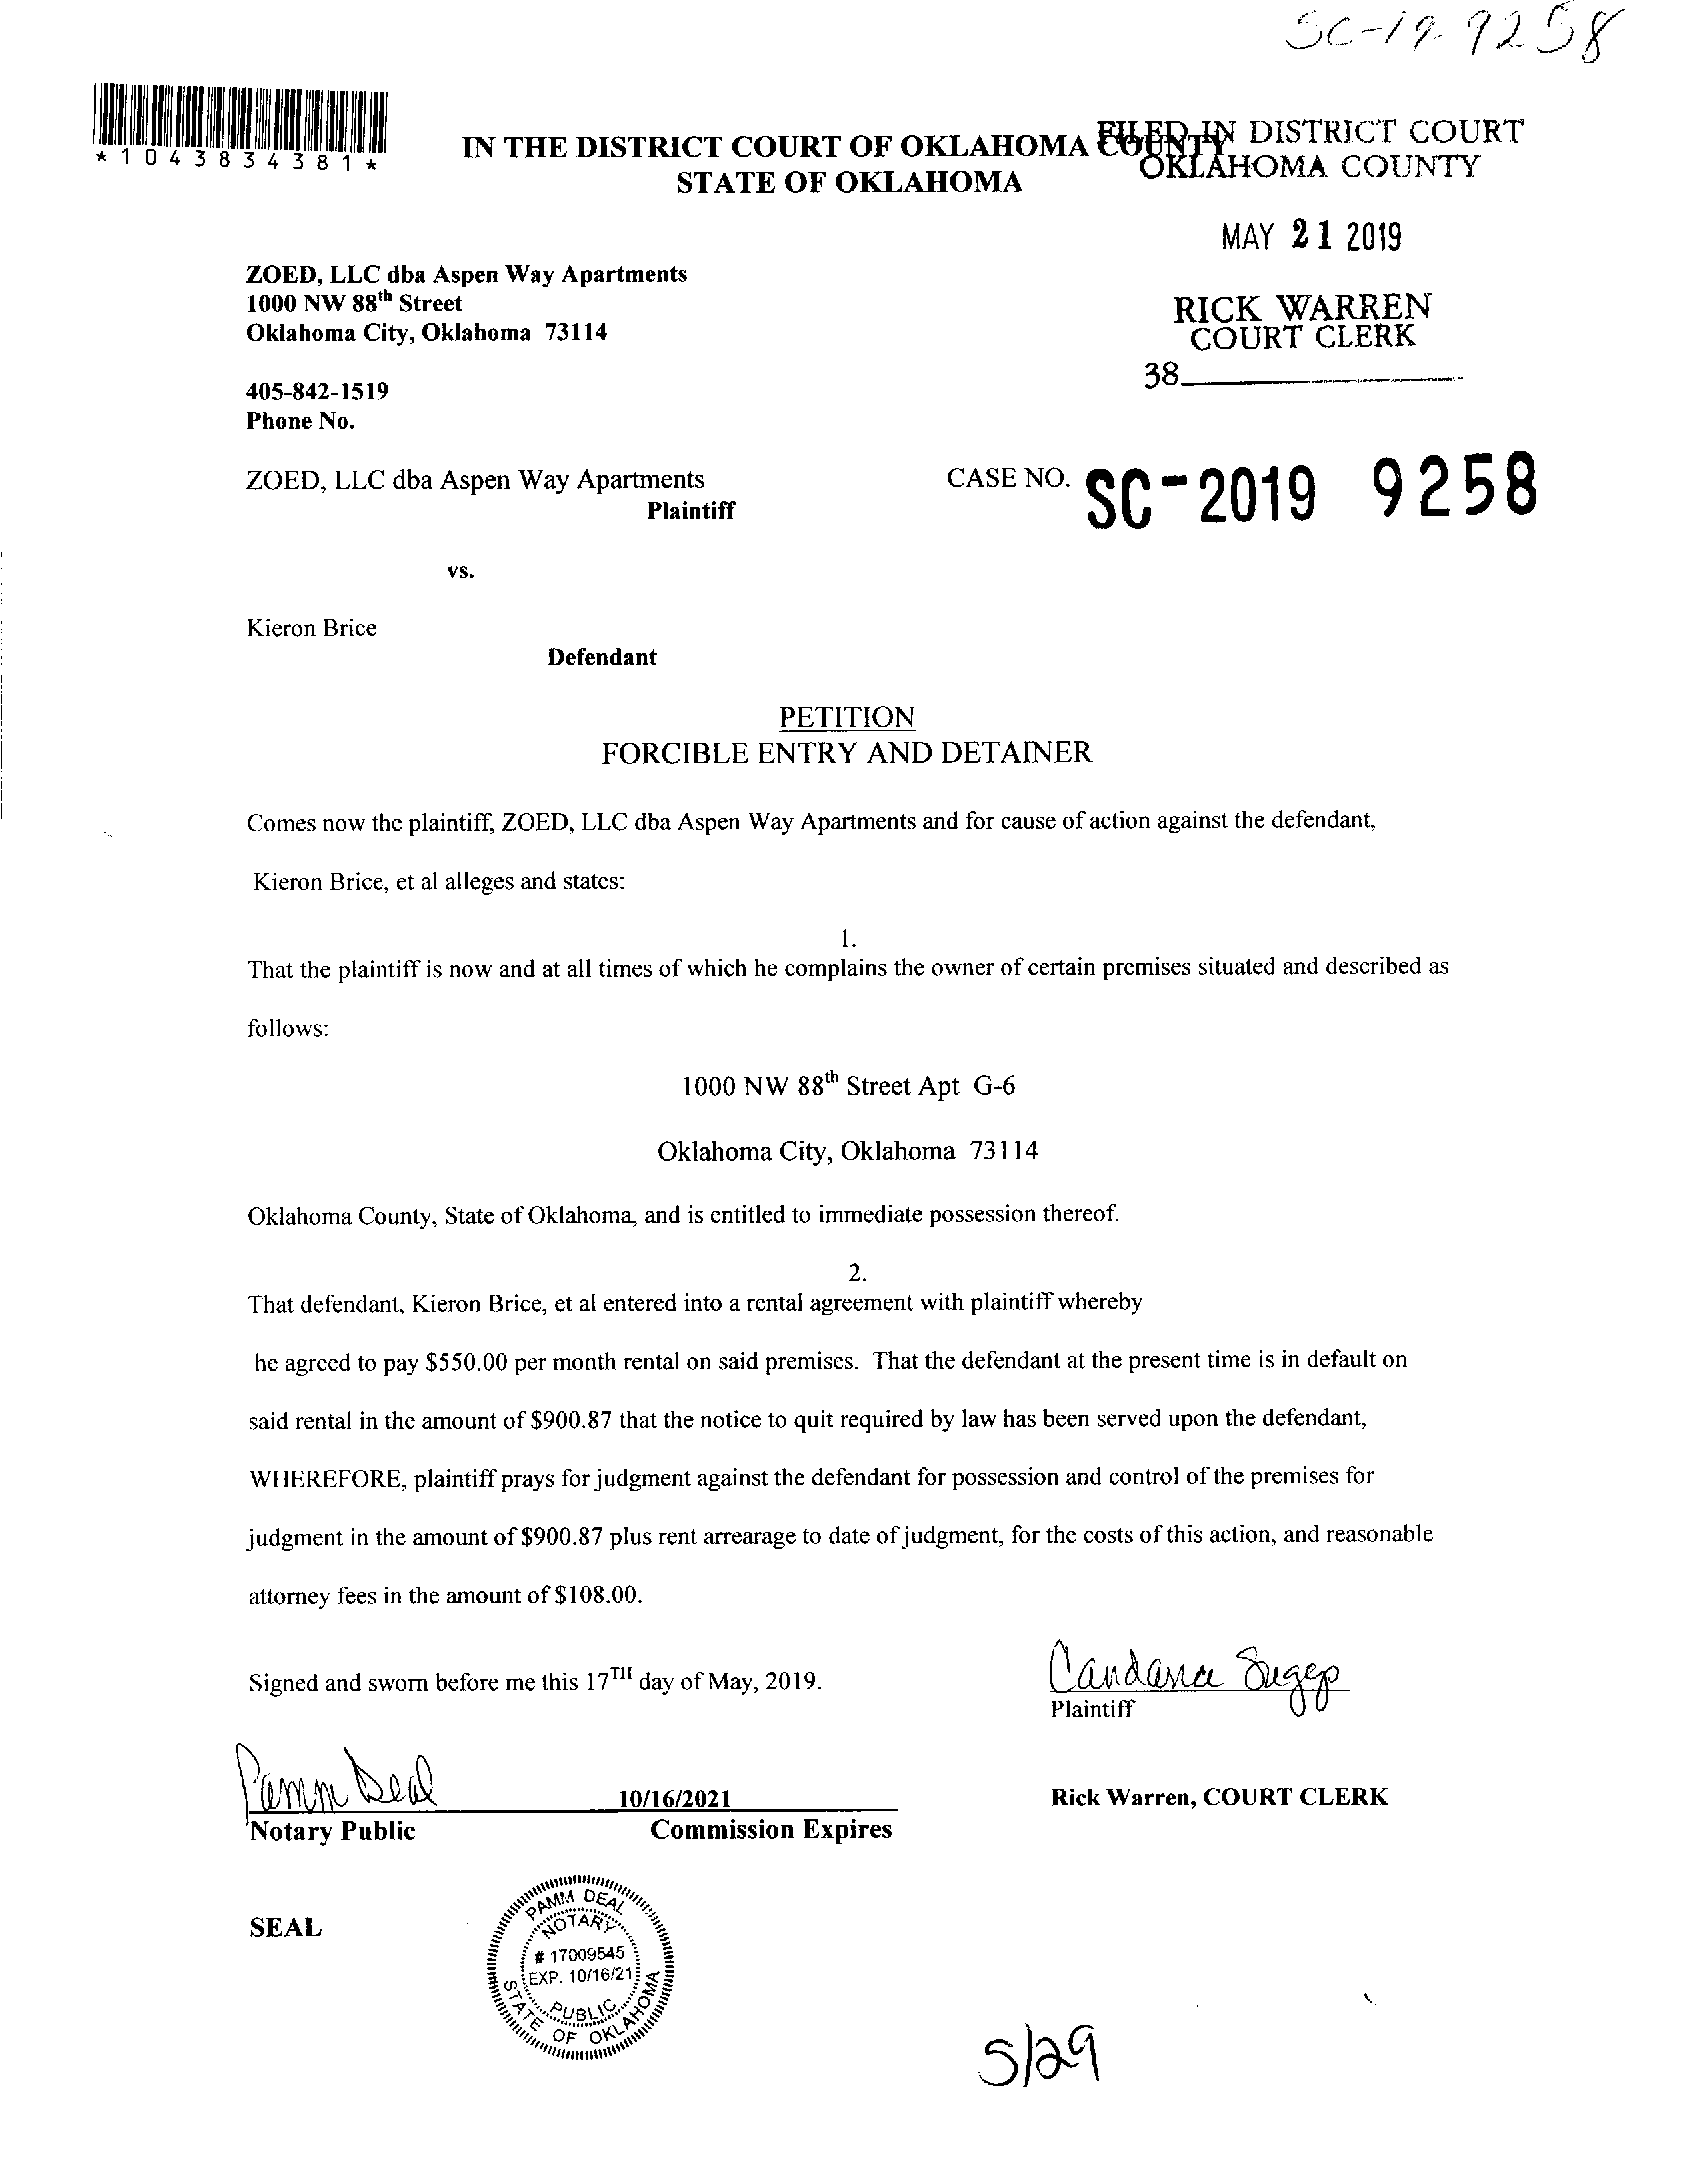 SC-19-9258
*1043834381*
IN THE DISTRICT COURT OF OKLAHOMA COUNTY
STATE OF OKLAHOMA
FILED IN DISTRICT COURT
OKLAHOMA COUNTY
MAY 21 2019
RICK WARREN
COURT CLERK
38
ZOED, LLC dba Aspen Way Apartments
1000 NW 88th Street
Oklahoma City, Oklahoma 73114
405-842-1519
Phone No.
ZOED, LLC dba Aspen Way Apartments
Plaintiff
CASE NO. SC-2019 9258
vs.
Kieron Brice
Defendant
PETITION
FORCIBLE ENTRY AND DETAINER
Comes now the plaintiff, ZOED, LLC dba Aspen Way Apartments and for cause of action against the defendant,
Kieron Brice, et al alleges and states:
1.
That the plaintiff is now and at all times of which he complains the owner of certain premises situated and described as
follows:
1000 NW 88th Street Apt G-6
Oklahoma City, Oklahoma 73114
Oklahoma County, State of Oklahoma, and is entitled to immediate possession thereof.
2.
That defendant, Kieron Brice, et al entered into a rental agreement with plaintiff whereby
he agreed to pay $550.00 per month rental on said premises. That the defendant at the present time is in default on
said rental in the amount of $900.87 that the notice to quit required by law has been served upon the defendant,
WHEREFORE, plaintiff prays for judgment against the defendant for possession and control of the premises for
judgment in the amount of $900.87 plus rent arrearage to date of judgment, for the costs of this action, and reasonable
attorney fees in the amount of $108.00.
Signed and sworn before me this 17TH day of May, 2019.
Candance Suggs
Plaintiff
Pamm Deal
10/16/2021
Notary Public
Commission Expires
Rick Warren, COURT CLERK
SEAL
PAMM DEAL
NOTARY
# 17009545
EXP. 10/16/21
PUBLIC
STATE OF OKLAHOMA
5/29